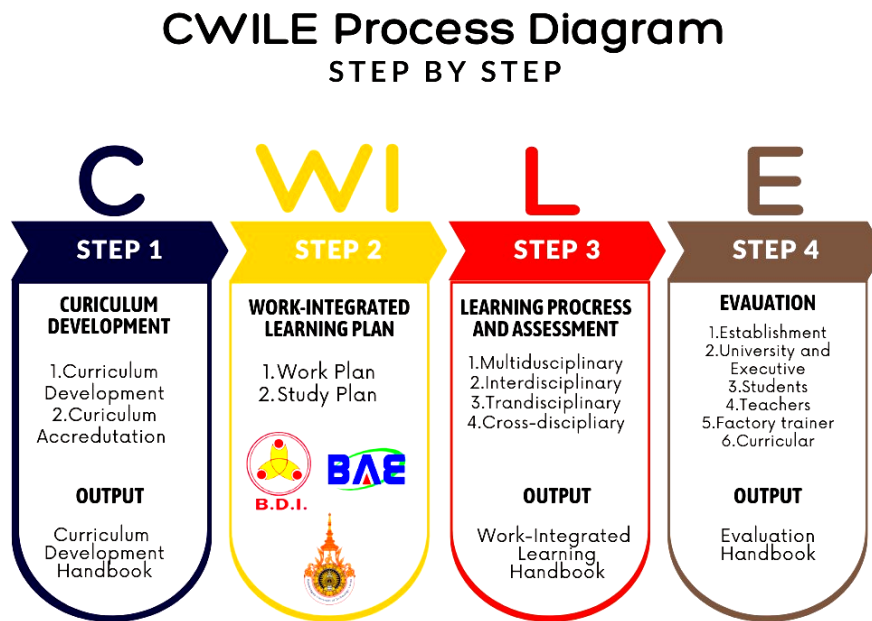 CWILE Process Diagram
STEP BY STEP
C
WI
L
E
STEP 1
STEP 2
STEP 3
STEP 4
CURICULUM
DEVELOPMENT
1.Curriculum
Development
2.Curiculum
Accredutation
OUTPUT
Curriculum
Development
Handbook
WORK-INTEGRATED
LEARNING PLAN
1.Work Plan
2.Study Plan
B.D.I.
BAE
LEARNING PROCRESS
AND ASSESSMENT
1.Multidusciplinary
2.Interdisciplinary
3.Trandisciplinary
4.Cross-discipliary
OUTPUT
Work-Integrated
Learning
Handbook
EVAUATION
1.Establishment
2.University and
Executive
3.Students
4.Teachers
5.Factory trainer
6.Curricular
OUTPUT
Evaluation
Handbook